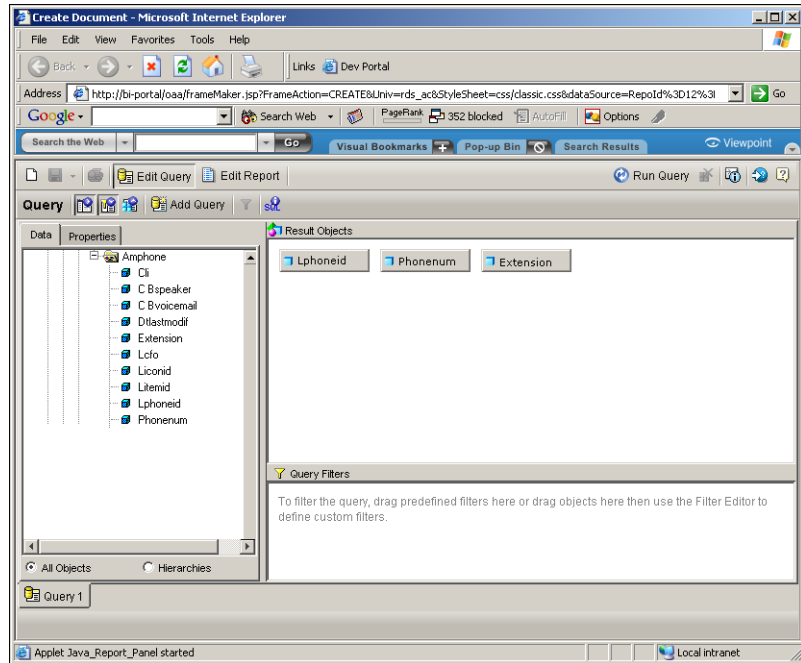 Create Document - Microsoft Internet Explorer
File Edit View Favorites Tools Help
Back Links Dev Portal
Address http://bi-portal/oaa/frameMaker.jsp?FrameAction=CREATE&Univ=rds_ac&StyleSheet=css/classic.css&dataSource=RepoId%3D12%3I Go
Google Search Web PageRank 352 blocked AutoFill Options
Search the Web Go Visual Bookmarks Pop-up Bin Search Results Viewpoint
Edit Query Edit Report Run Query
Query Add Query SQL
Data Properties
Amphone
Cli
C Bspeaker
C Bvoicemail
Dtlastmodif
Extension
Lcfo
Liconid
Litemid
Lphoneid
Phonenum
All Objects Hierarchies
Result Objects
Lphoneid Phonenum Extension
Query Filters
To filter the query, drag predefined filters here or drag objects here then use the Filter Editor to
define custom filters.
Query 1
Applet Java_Report_Panel started Local intranet